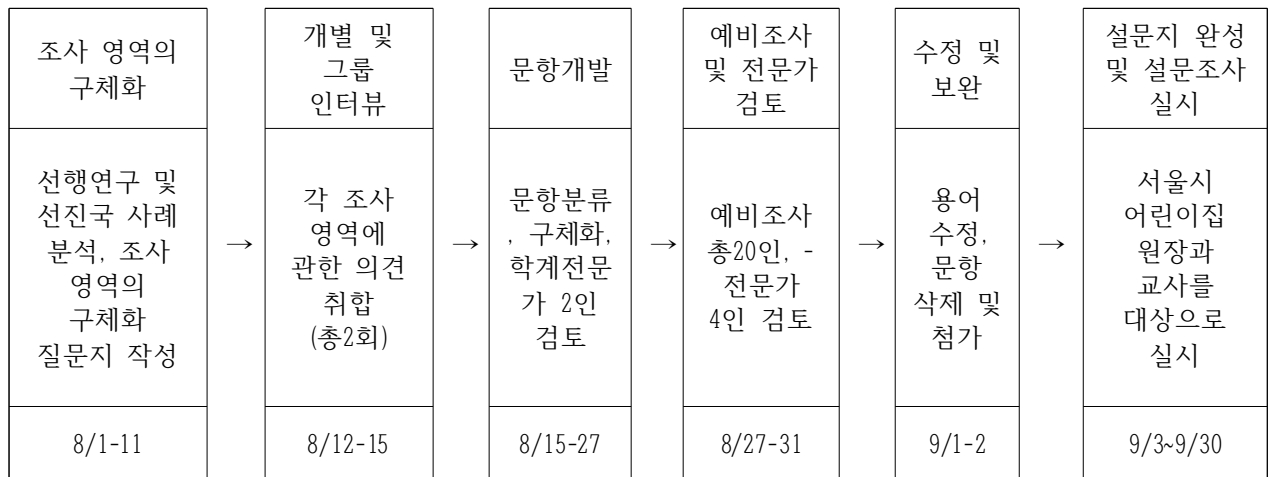 조사 영역의
구체화
개별 및
그룹
인터뷰
문항개발
예비조사
및 전문가
검토
수정 및
보완
설문지 완성
및 설문조사
실시
선행연구 및
선진국 사례
분석, 조사
영역의
구체화
질문지 작성
→
각 조사
영역에
관한 의견
취합
(총2회)
→
문항분류
, 구체화,
학계전문
가 2인
검토
→
예비조사
총20인, -
전문가
4인 검토
→
용어
수정,
문항
삭제 및
첨가
→
서울시
어린이집
원장과
교사를
대상으로
실시
8/1-11
8/12-15
8/15-27
8/27-31
9/1-2
9/3~9/30